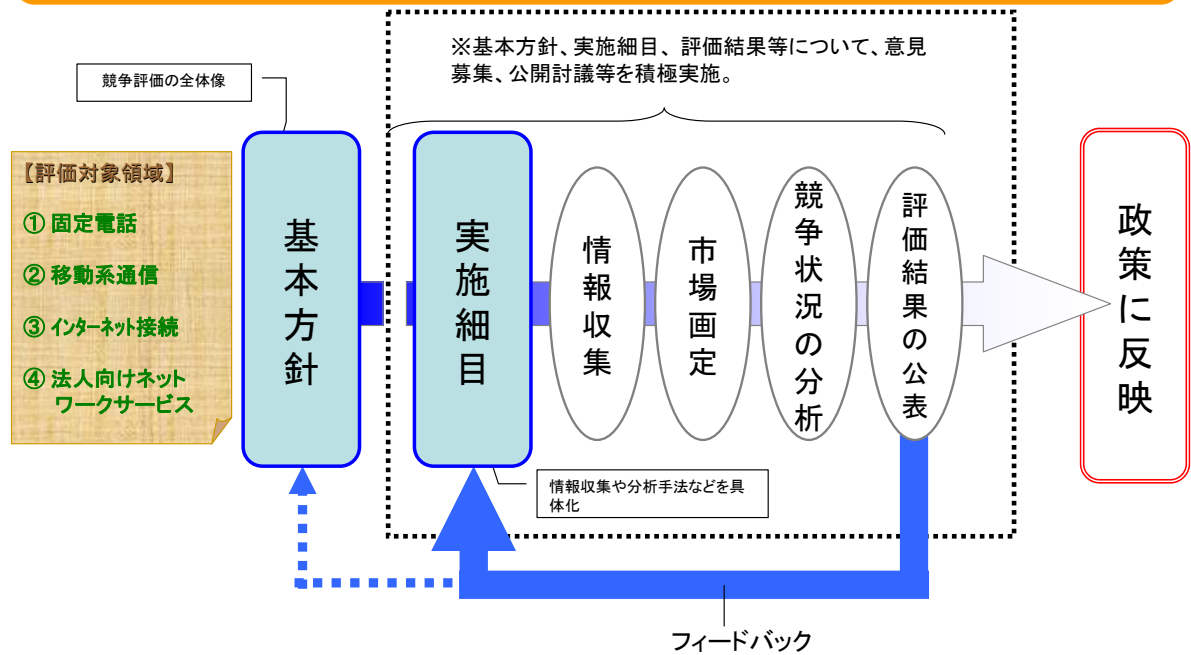 ※基本方針、実施細目、評価結果等について、意見
募集、公開討議等を積極実施。
競争評価の全体像
【評価対象領域】
① 固定電話
② 移動系通信
③ インターネット接続
④ 法人向けネット
ワークサービス
基本方針
実施細目
情報収集
市場画定
競争状況の分析
評価結果の公表
政策に反映
情報収集や分析手法などを具
体化
フィードバック